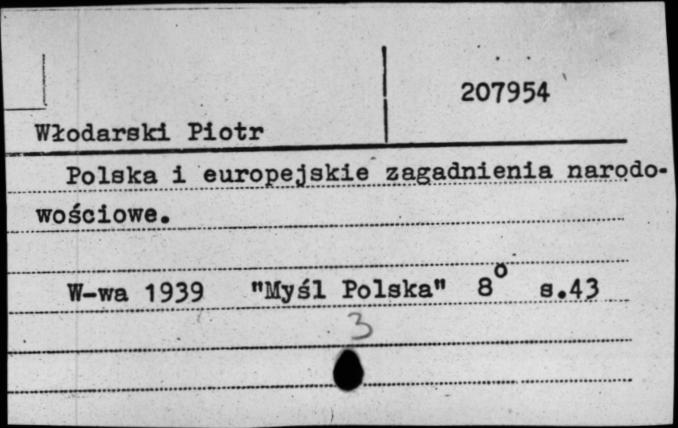 207954
Włodarski Piotr
Polska i europejskie zagadnienia narodo-
wościowe.
W-wa 1939 "Myśl Polska" 8° s.43
3